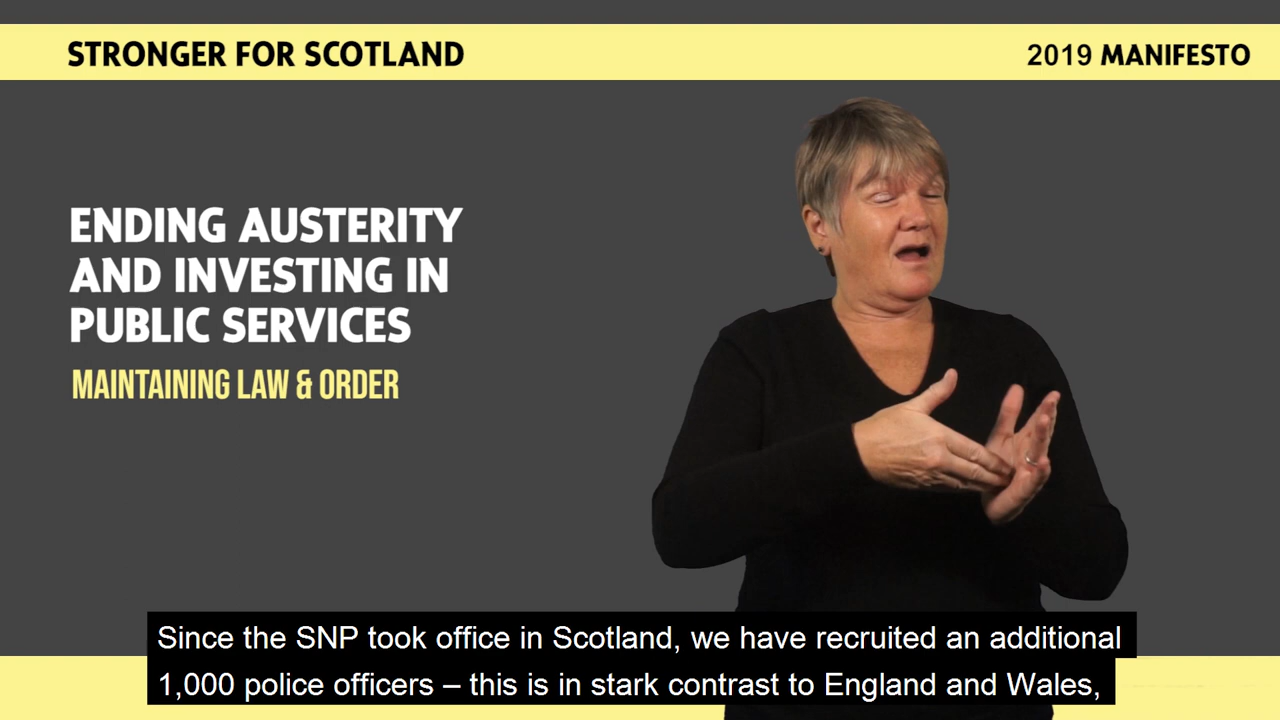 STRONGER FOR SCOTLAND
2019 MANIFESTO
ENDING AUSTERITY
AND INVESTING IN
PUBLIC SERVICES
MAINTAINING LAW & ORDER
Since the SNP took office in Scotland, we have recruited an additional
1,000 police officers – this is in stark contrast to England and Wales,